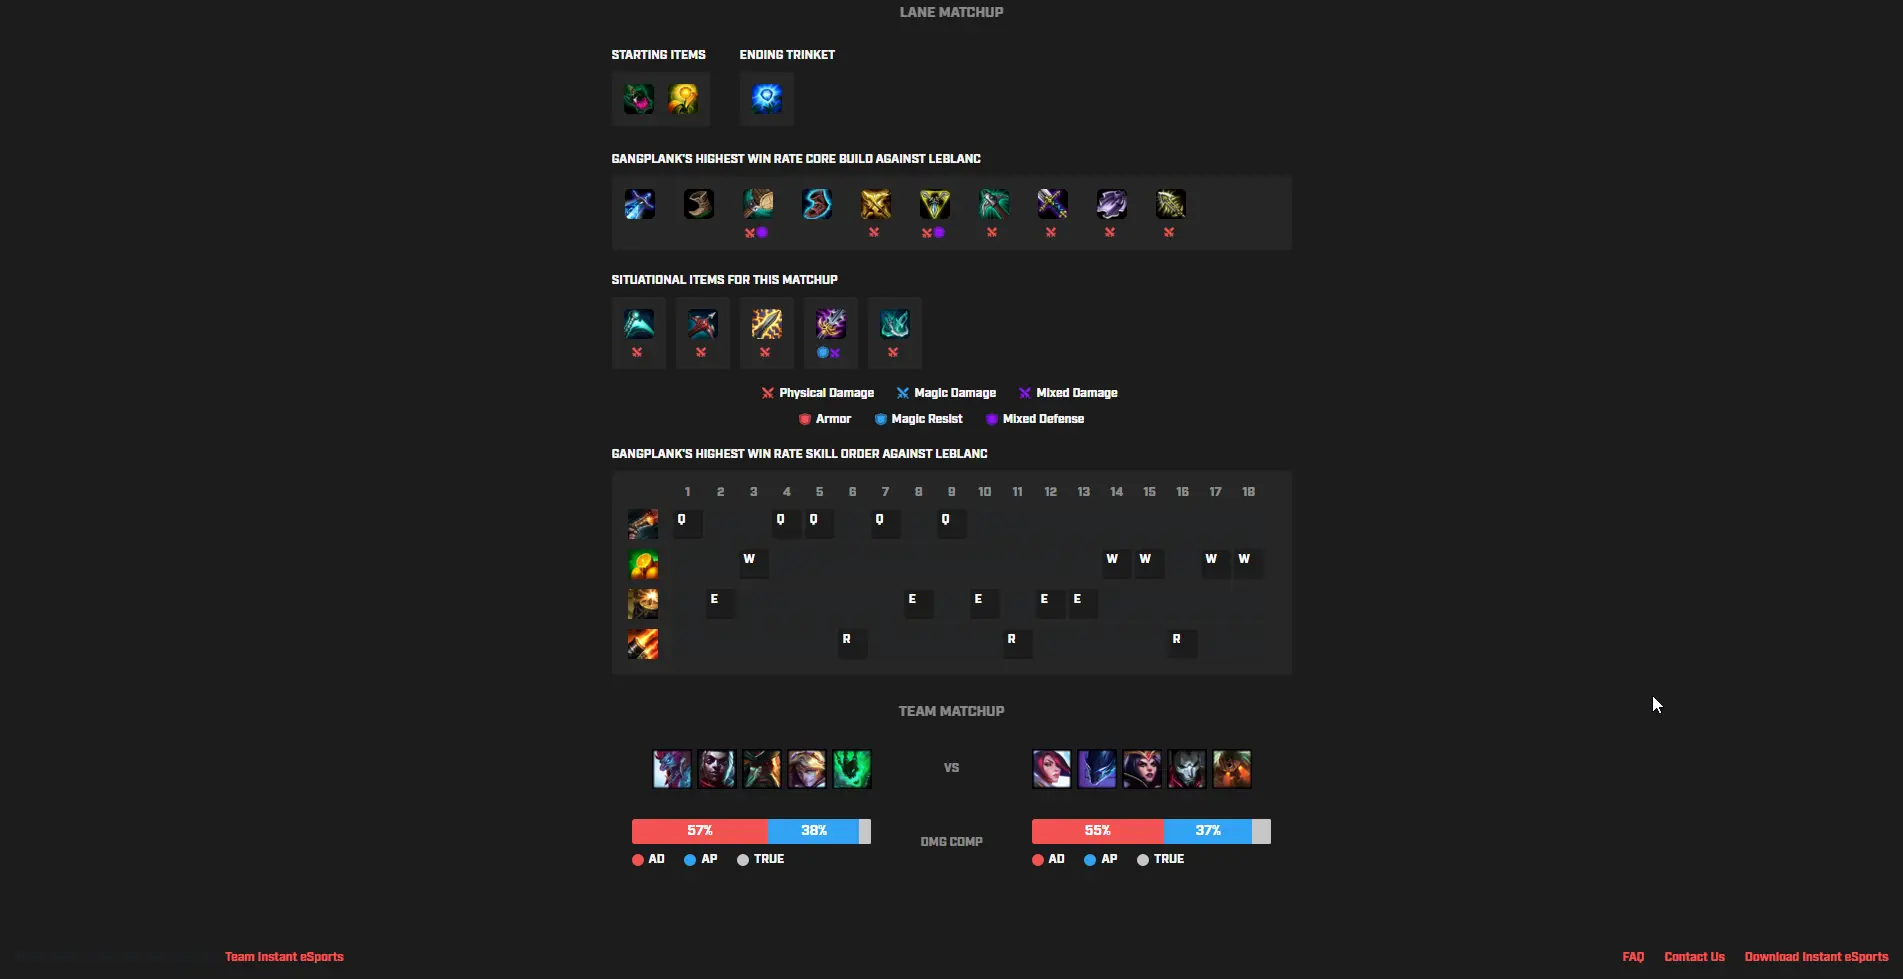 LANE MATCHUP
STARTING ITEMS ENDING TRINKET
GANGPLANK'S HIGHEST WIN RATE CORE BUILD AGAINST LEBLANC
SITUATIONAL ITEMS FOR THIS MATCHUP
Physical Damage Magic Damage Mixed Damage
Armor Magic Resist Mixed Defense
GANGPLANK'S HIGHEST WIN RATE SKILL ORDER AGAINST LEBLANC
1 2 3 4 5 6 7 8 9 10 11 12 13 14 15 16 17 18
Q Q Q Q Q
W W W W W
E E E E E
R R R
TEAM MATCHUP
VS
57% 38% DMG COMP 55% 37%
AD AP TRUE AD AP TRUE
Team Instant eSports FAQ Contact Us Download Instant eSports